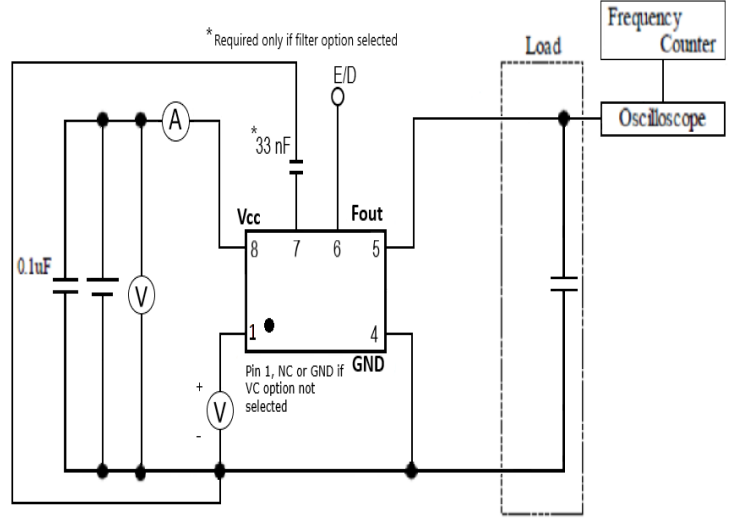 * Required only if filter option selected
Frequency
Counter
Load
E/D
Oscilloscope
A
*
33 nF
Vcc
Fout
8
7
6
5
0.1uF
V
1
4
GND
Pin 1, NC or GND if
VC option not
selected
+
V
-